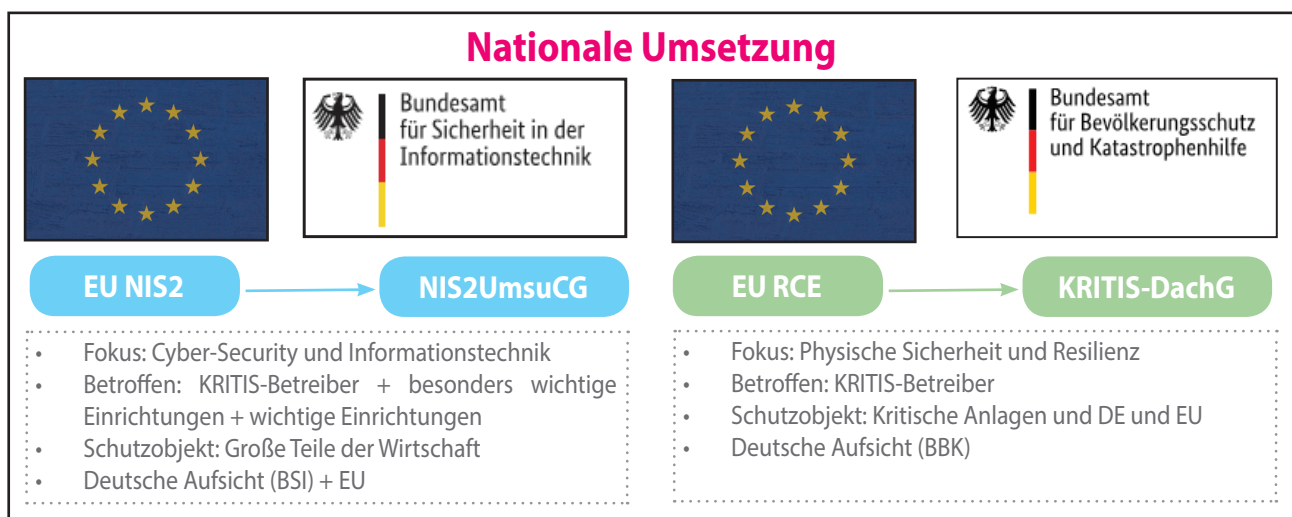 Nationale Umsetzung
Bundesamt
für Sicherheit in der
Informationstechnik
Bundesamt
für Bevölkerungsschutz
und Katastrophenhilfe
EU NIS2
NIS2UmsuCG
EU RCE
KRITIS-DachG
• Fokus: Cyber-Security und Informationstechnik
• Betroffen: KRITIS-Betreiber + besonders wichtige
Einrichtungen + wichtige Einrichtungen
• Schutzobjekt: Große Teile der Wirtschaft
• Deutsche Aufsicht (BSI) + EU
• Fokus: Physische Sicherheit und Resilienz
• Betroffen: KRITIS-Betreiber
• Schutzobjekt: Kritische Anlagen und DE und EU
• Deutsche Aufsicht (BBK)